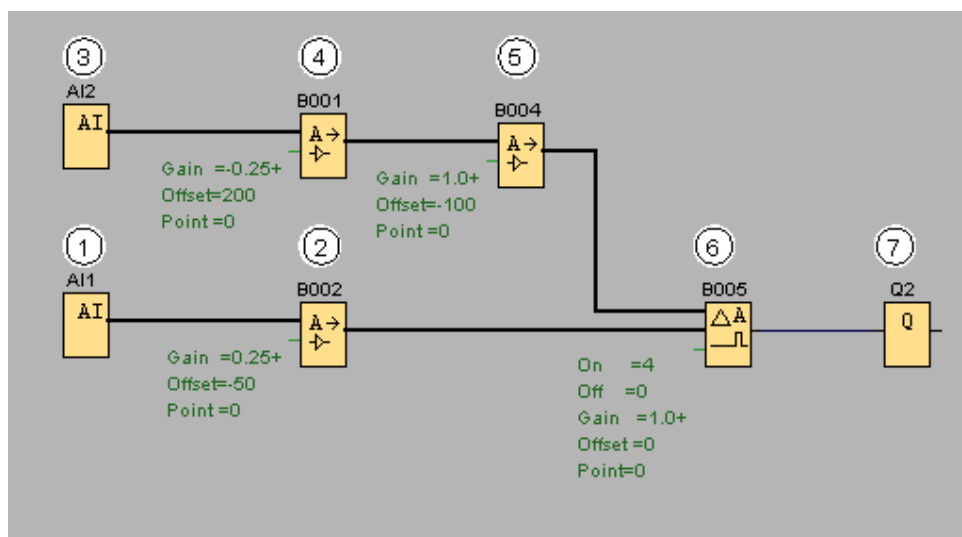 3 4 5
AI2 B001 B004
AI A→ A→
Gain =-0.25+
Offset=200
Point =0
Gain =1.0+
Offset=-100
Point =0
1 2 6 7
AI1 B002 B005 Q2
AI A→ △A Q
Gain =0.25+
Offset=-50
Point =0
On =4
Off =0
Gain =1.0+
Offset =0
Point=0